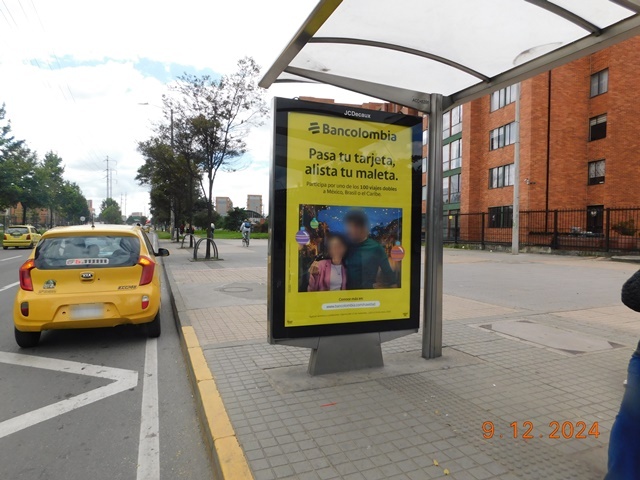 JCDecaux
Bancolombia
Pasa tu tarjeta,
alista tu maleta.
Participa por uno de los 100 viajes dobles
a México, Brasil o el Caribe.
KIA
9 12 2024